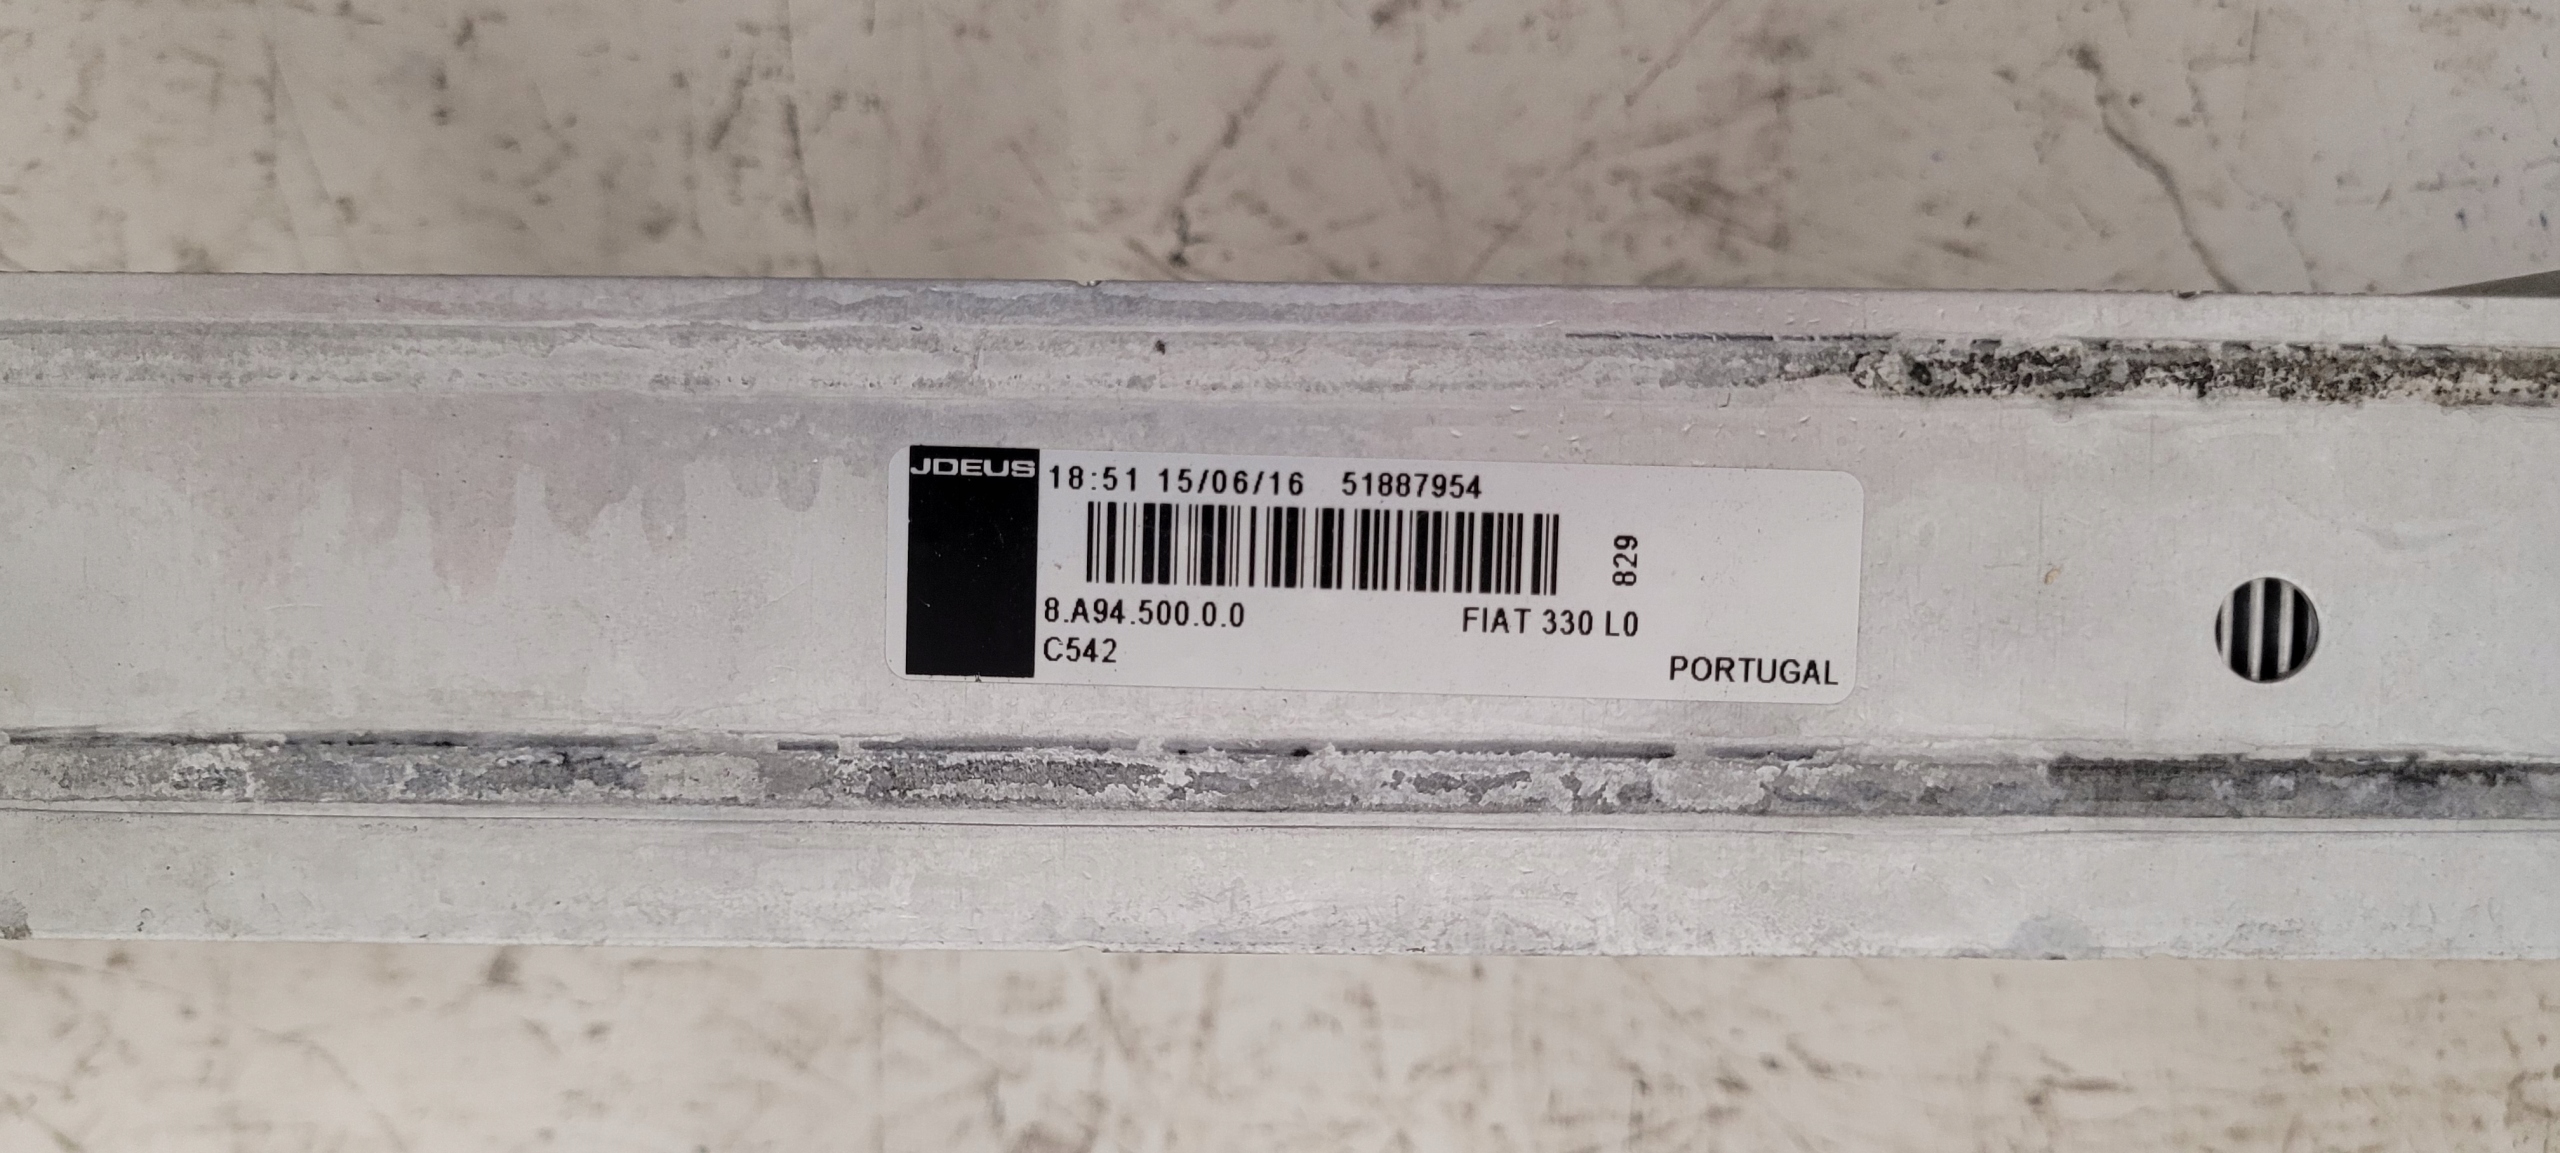 JDEUS
18:51 15/06/16 51887954
829
8.A94.500.0.0 FIAT 330 L0
C542
PORTUGAL